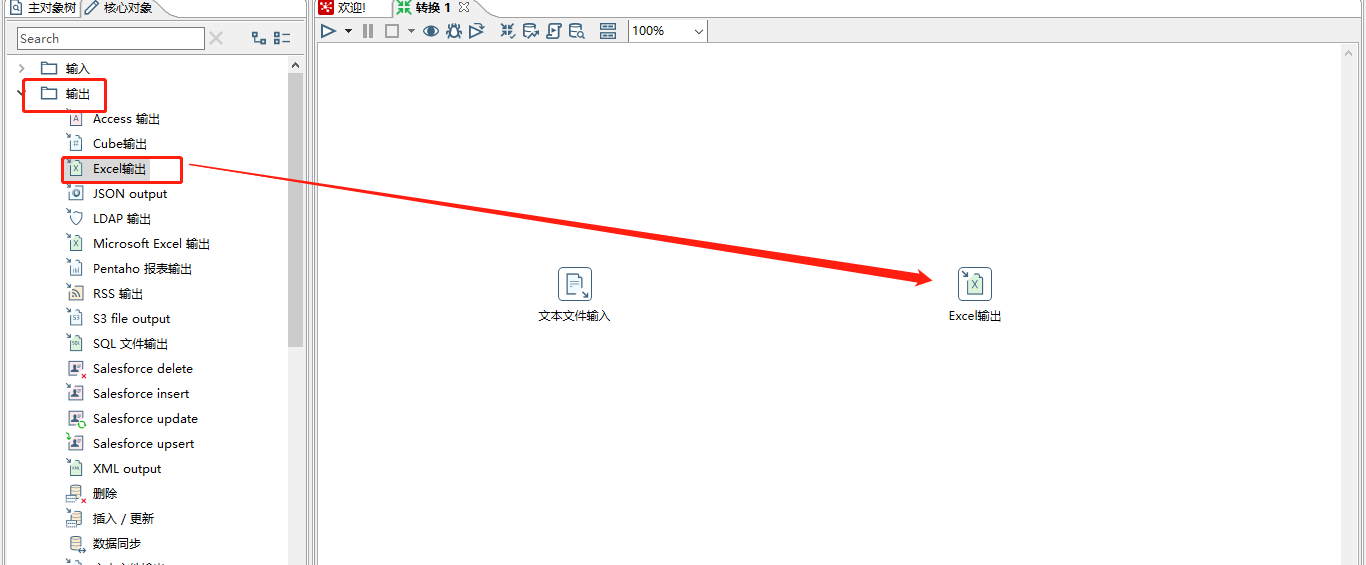 主对象树 核心对象
欢迎! 转换 1
Search
100%
输入
输出
Access 输出
Cube输出
Excel输出
JSON output
LDAP 输出
Microsoft Excel 输出
Pentaho 报表输出
RSS 输出
S3 file output
SQL 文件输出
Salesforce delete
Salesforce insert
Salesforce update
Salesforce upsert
XML output
删除
插入 / 更新
数据同步
文本文件输入
Excel输出